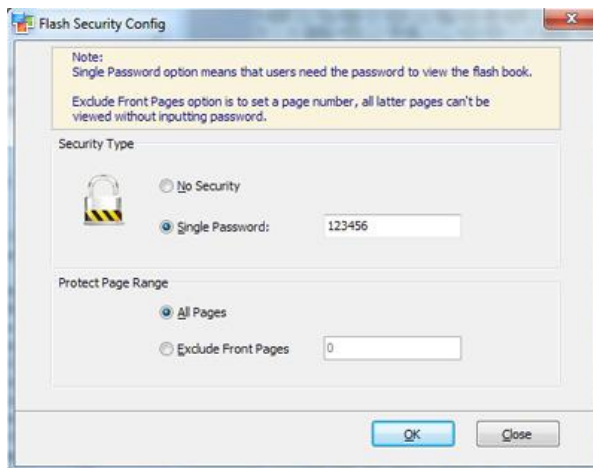 Flash Security Config
Note:
Single Password option means that users need the password to view the flash book.
Exclude Front Pages option is to set a page number, all latter pages can't be
viewed without inputting password.
Security Type
No Security
Single Password: 123456
Protect Page Range
All Pages
Exclude Front Pages 0
OK Close